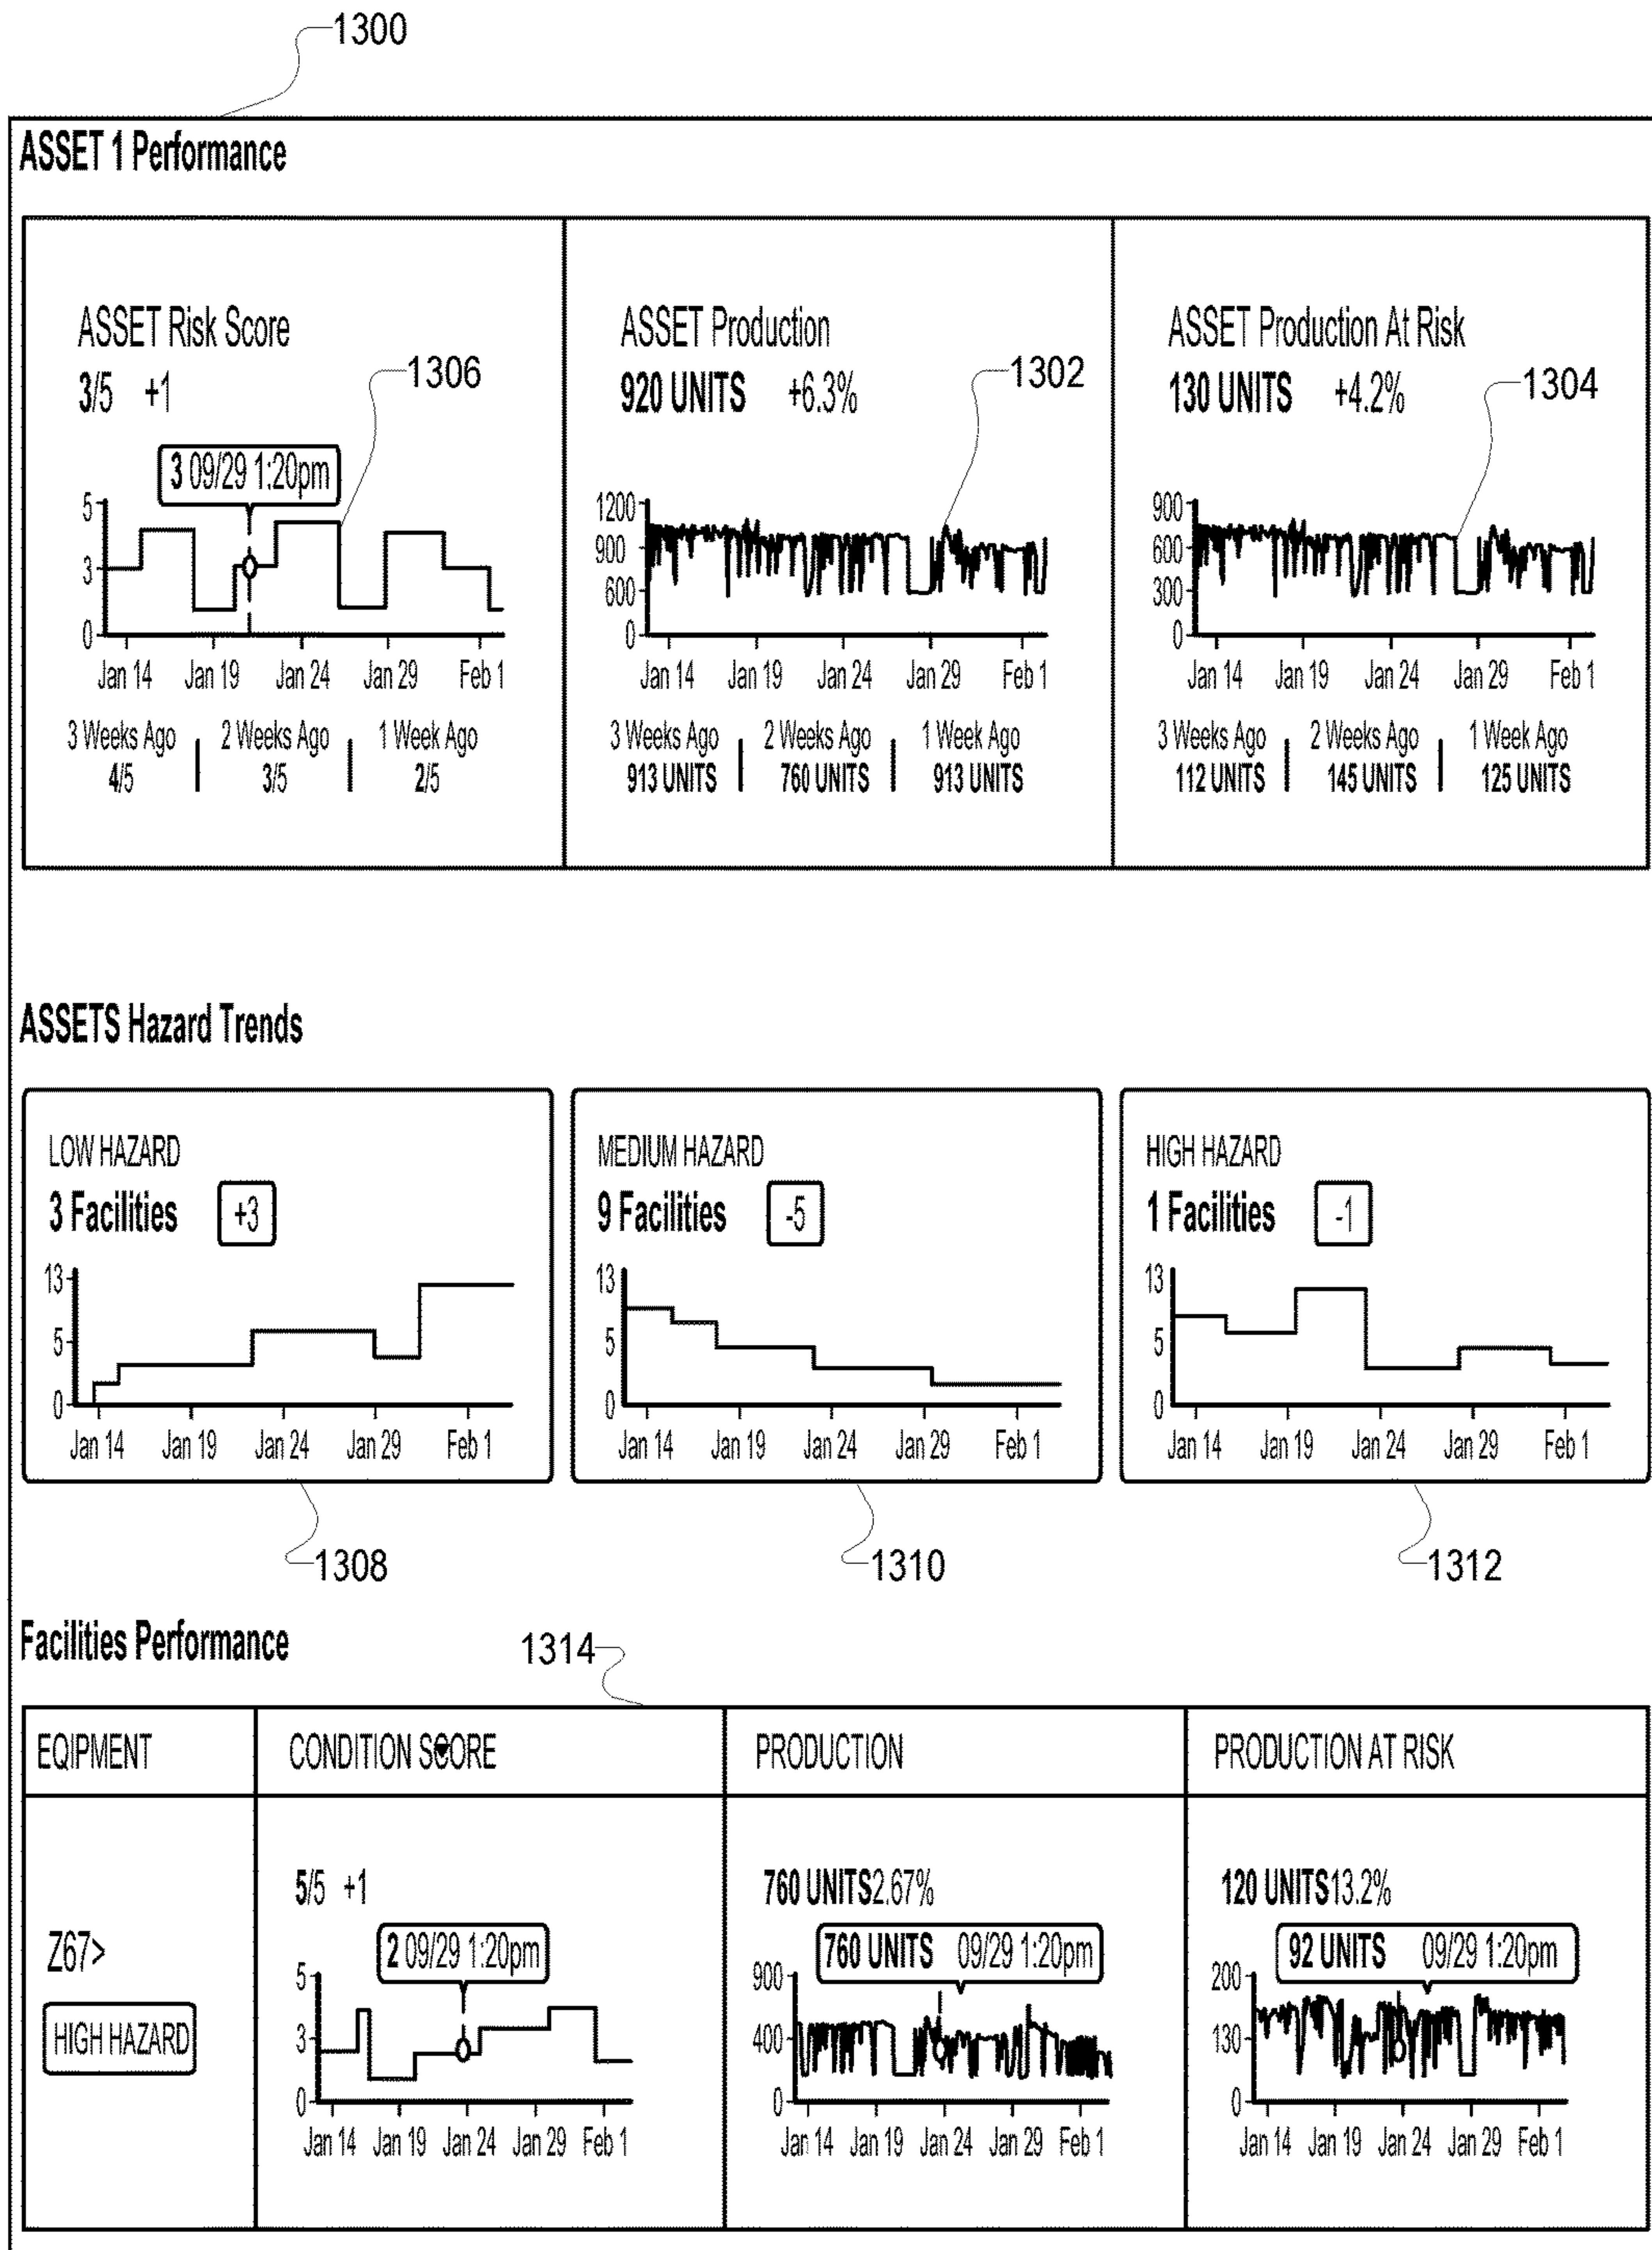 1300
ASSET 1 Performance
ASSET Risk Score
3/5 +1
1306
3 09/29 1:20pm
5
3
0
Jan 14 Jan 19 Jan 24 Jan 29 Feb 1
3 Weeks Ago 2 Weeks Ago 1 Week Ago
4/5 3/5 2/5
ASSET Production
920 UNITS +6.3%
1302
1200
900
600
0
Jan 14 Jan 19 Jan 24 Jan 29 Feb 1
3 Weeks Ago 2 Weeks Ago 1 Week Ago
913 UNITS 760 UNITS 913 UNITS
ASSET Production At Risk
130 UNITS +4.2%
1304
900
600
300
0
Jan 14 Jan 19 Jan 24 Jan 29 Feb 1
3 Weeks Ago 2 Weeks Ago 1 Week Ago
112 UNITS 145 UNITS 125 UNITS
ASSETS Hazard Trends
LOW HAZARD
3 Facilities +3
13
5
0
Jan 14 Jan 19 Jan 24 Jan 29 Feb 1
1308
MEDIUM HAZARD
9 Facilities -5
13
5
0
Jan 14 Jan 19 Jan 24 Jan 29 Feb 1
1310
HIGH HAZARD
1 Facilities -1
13
5
0
Jan 14 Jan 19 Jan 24 Jan 29 Feb 1
1312
Facilities Performance
1314
EQIPMENT CONDITION SCORE PRODUCTION PRODUCTION AT RISK
Z67>
HIGH HAZARD
5/5 +1
2 09/29 1:20pm
5
3
0
Jan 14 Jan 19 Jan 24 Jan 29 Feb 1
760 UNITS2.67%
760 UNITS 09/29 1:20pm
900
400
0
Jan 14 Jan 19 Jan 24 Jan 29 Feb 1
120 UNITS13.2%
92 UNITS 09/29 1:20pm
200
130
0
Jan 14 Jan 19 Jan 24 Jan 29 Feb 1